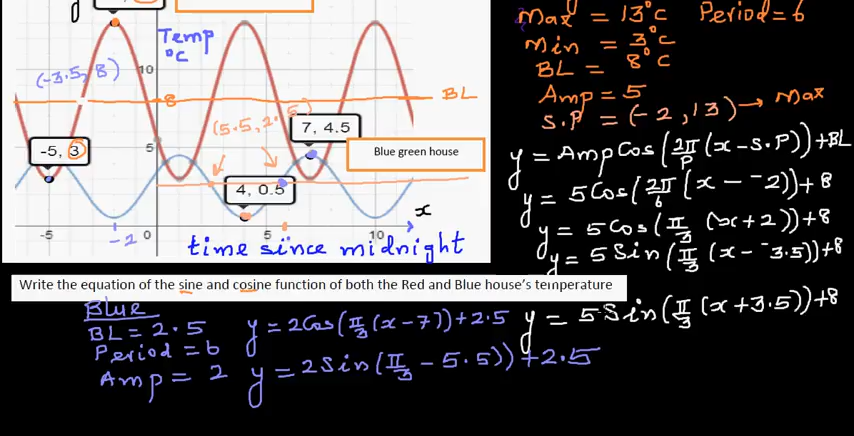 y
Temp
°C
(-3.5, 8)
10
8
BL
(5.5, 2.5)
7, 4.5
-5, 3
5
Blue green house
4, 0.5
x
-5
-2
0
5
10
time since midnight
Max = 13°C Period = 6
Min = 3°C
BL = 8°C
Amp = 5
S.P = (-2, 13) → Max
y = Amp Cos(2π/P (x - S.P)) + BL
y = 5 Cos(2π/6 (x - -2)) + 8
y = 5 Cos(π/3 (x + 2)) + 8
y = 5 Sin(π/3 (x - -3.5)) + 8
Write the equation of the sine and cosine function of both the Red and Blue house's temperature
y = 5 Sin(π/3 (x + 3.5)) + 8
Blue
BL = 2.5 y = 2 Cos(π/3 (x - 7)) + 2.5
Period = 6
Amp = 2 y = 2 Sin(π/3 - 5.5)) + 2.5